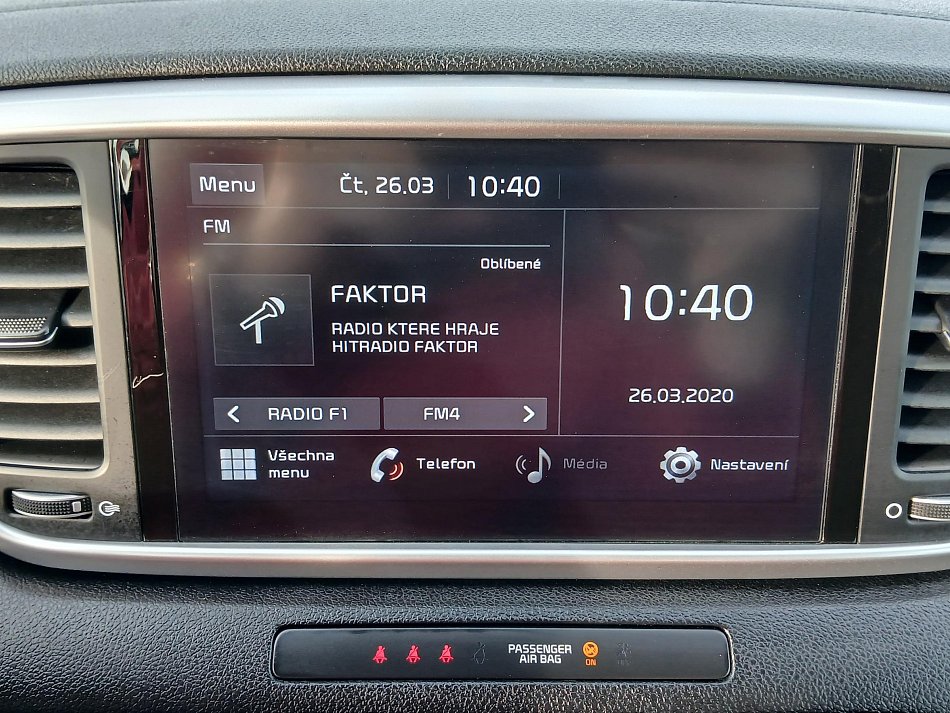 Menu
Čt, 26.03
10:40
FM
Oblíbené
FAKTOR
RADIO KTERE HRAJE
HITRADIO FAKTOR
10:40
26.03.2020
RADIO F1
FM4
Všechna
menu
Telefon
Média
Nastavení
PASSENGER
AIR BAG
ON